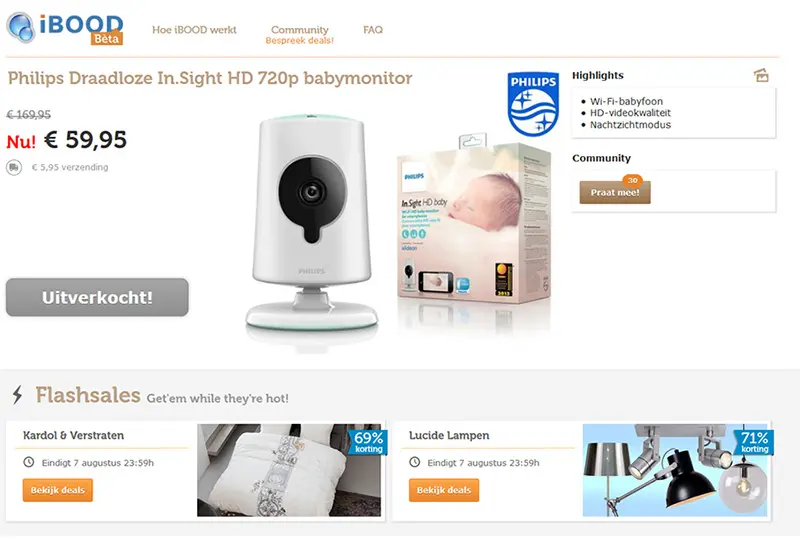 iBOOD
Bèta
Hoe iBOOD werkt
Community
Bespreek deals!
FAQ
Philips Draadloze In.Sight HD 720p babymonitor
€ 169,95
Nu! € 59,95
€ 5,95 verzending
Uitverkocht!
PHILIPS
PHILIPS
PHILIPS
In.Sight HD baby
Highlights
Wi-Fi-babyfoon
HD-videokwaliteit
Nachtzichtmodus
Community
30
Praat mee!
Flashsales Get'em while they're hot!
Kardol & Verstraten
Eindigt 7 augustus 23:59h
Bekijk deals
69%
korting
Lucide Lampen
Eindigt 7 augustus 23:59h
Bekijk deals
71%
korting